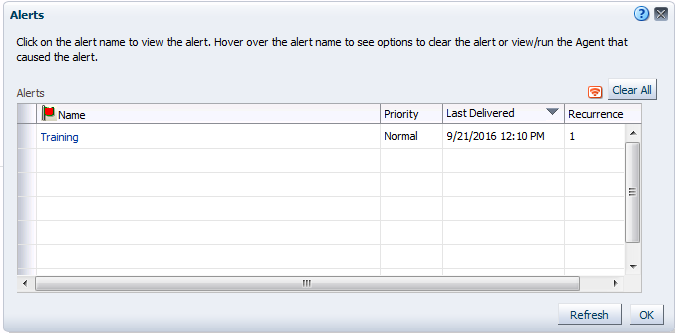 Alerts
Click on the alert name to view the alert. Hover over the alert name to see options to clear the alert or view/run the Agent that
caused the alert.
Alerts
Clear All
Name Priority Last Delivered Recurrence
Training Normal 9/21/2016 12:10 PM 1
Refresh OK